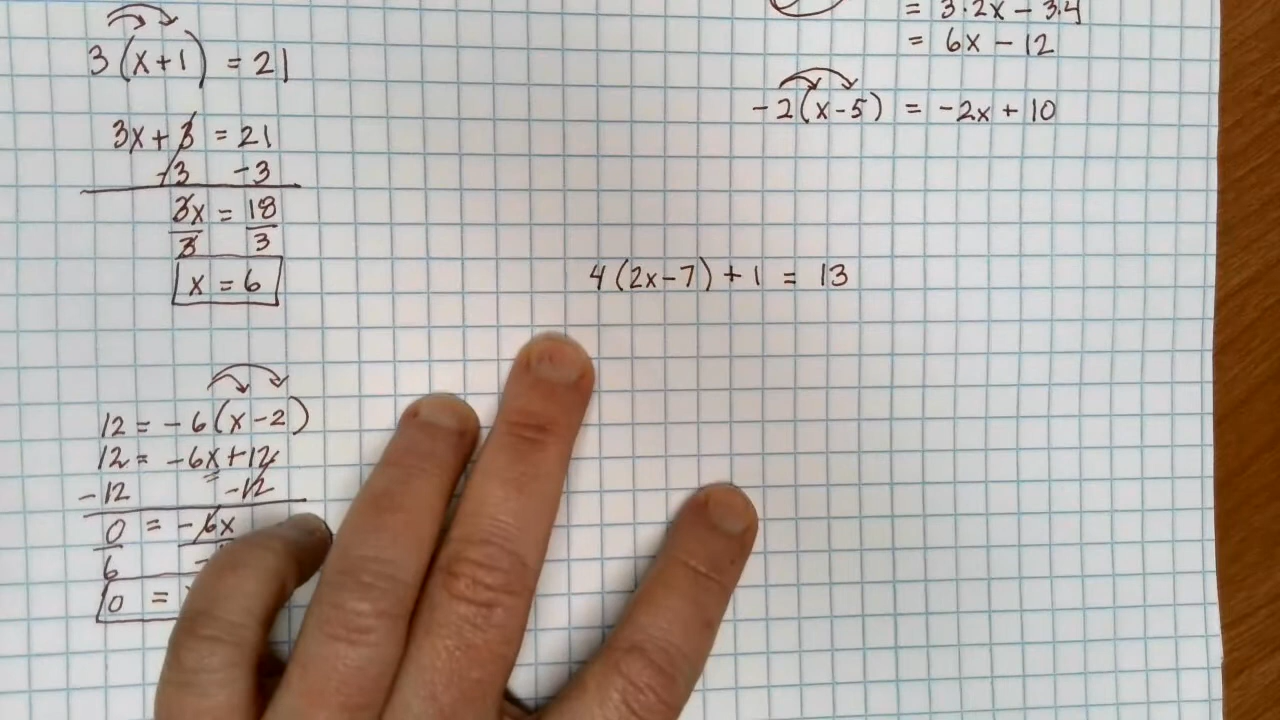 3(x+1) = 21
3x + 3 = 21
-3 -3
3x = 18
3 3
x = 6
12 = -6(x-2)
12 = -6x+12
-12 -12
0 = -6x
6
0 =
= 3·2x - 3·4
= 6x - 12
-2(x-5) = -2x + 10
4(2x-7) + 1 = 13